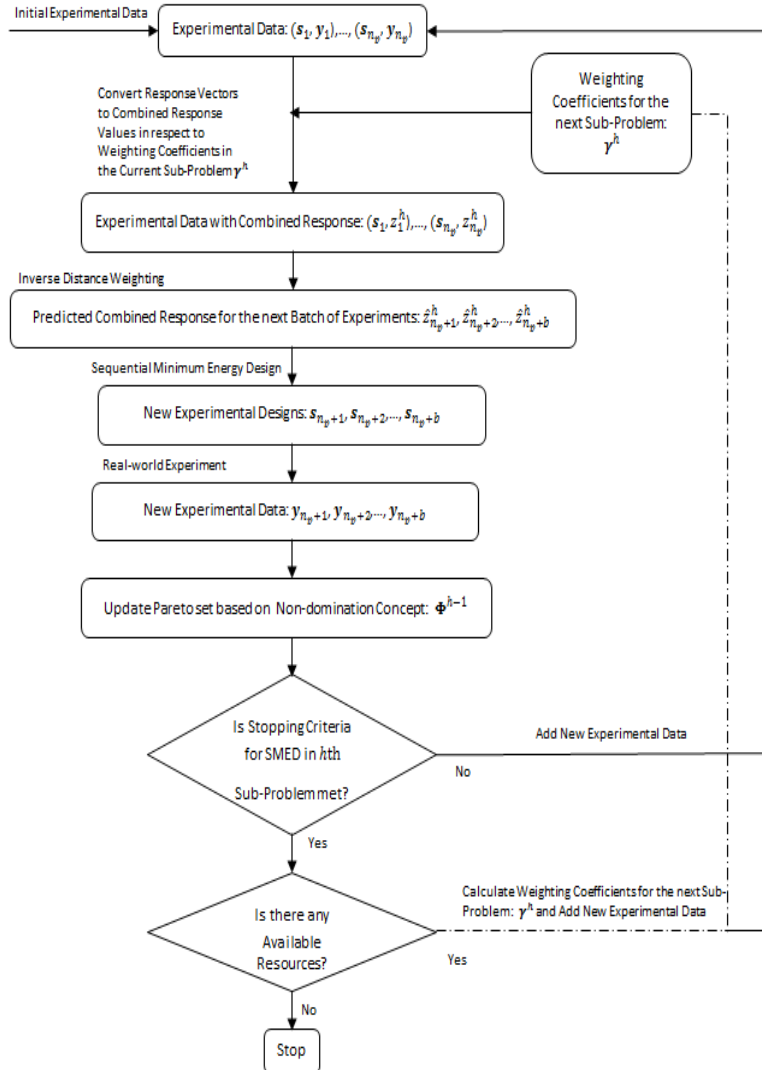 Initial Experimental Data
Experimental Data: (s₁, y₁),..., (sₙₚ, yₙₚ)
Convert Response Vectors
to Combined Response
Values in respect to
Weighting Coefficients in
the Current Sub-Problem γʰ
Weighting
Coefficients for the
next Sub-Problem:
γʰ
Experimental Data with Combined Response: (s₁, z₁ʰ),..., (sₙₚ, zₙₚʰ)
Inverse Distance Weighting
Predicted Combined Response for the next Batch of Experiments: ẑʰₙₚ₊₁, ẑʰₙₚ₊₂,..., ẑʰₙₚ₊b
Sequential Minimum Energy Design
New Experimental Designs: sₙₚ₊₁, sₙₚ₊₂,..., sₙₚ₊b
Real-world Experiment
New Experimental Data: yₙₚ₊₁, yₙₚ₊₂,..., yₙₚ₊b
Update Pareto set based on Non-domination Concept: Φʰ⁻¹
Is Stopping Criteria
for SMED in hth
Sub-Problem met?
Add New Experimental Data
No
Yes
Calculate Weighting Coefficients for the next Sub-
Problem: γʰ and Add New Experimental Data
Is there any
Available
Resources?
Yes
No
Stop